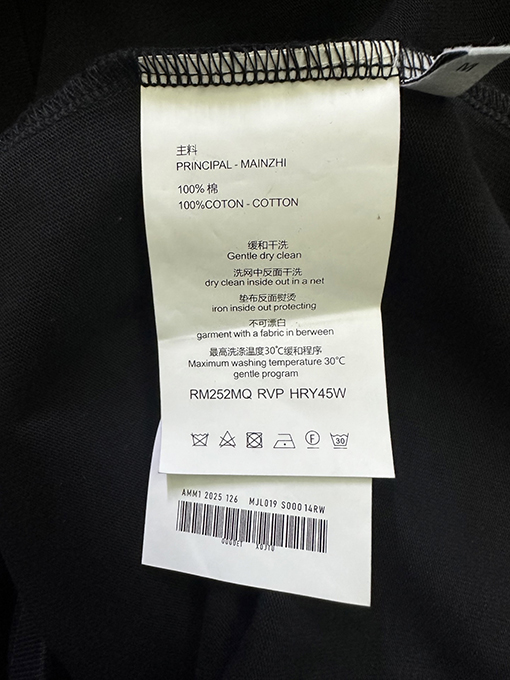 M
主料
PRINCIPAL - MAINZHI
100% 棉
100%COTON - COTTON
缓和干洗
Gentle dry clean
洗网中反面干洗
dry clean inside out in a net
垫布反面熨烫
iron inside out protecting
不可漂白
garment with a fabric in berween
最高洗涤温度30℃缓和程序
Maximum washing temperature 30℃
gentle program
RM252MQ RVP HRY45W
30
AMM1 2025 126 MJL019 S00014RW